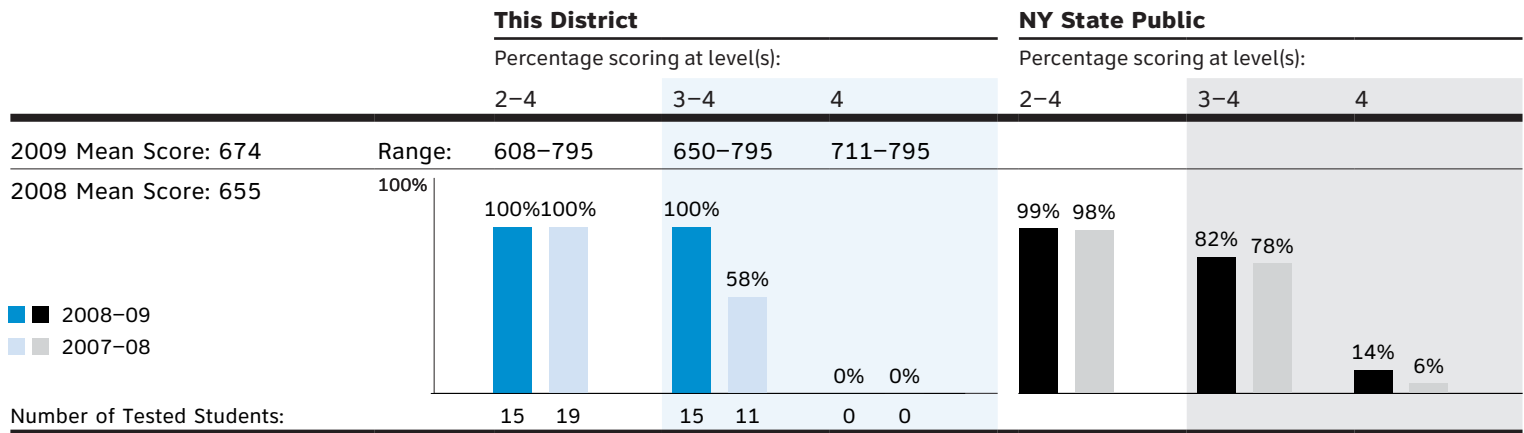 This District NY State Public
Percentage scoring at level(s): Percentage scoring at level(s):
2–4 3–4 4 2–4 3–4 4
2009 Mean Score: 674 Range: 608–795 650–795 711–795
2008 Mean Score: 655 100%
100%100% 100% 58% 0% 0% 99% 98% 82% 78% 14% 6%
2008–09
2007–08
Number of Tested Students: 15 19 15 11 0 0